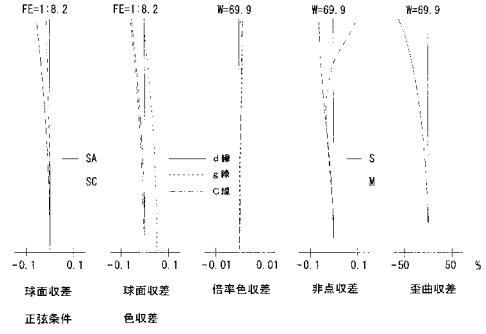 FE=1:8.2 FE=1:8.2 W=69.9 W=69.9 W=69.9
SA d線 S
SC g線 M
C線
-0.1 0.1 -0.1 0.1 -0.01 0.01 -0.1 0.1 -50 50 %
球面収差 球面収差 倍率色収差 非点収差 歪曲収差
正弦条件 色収差